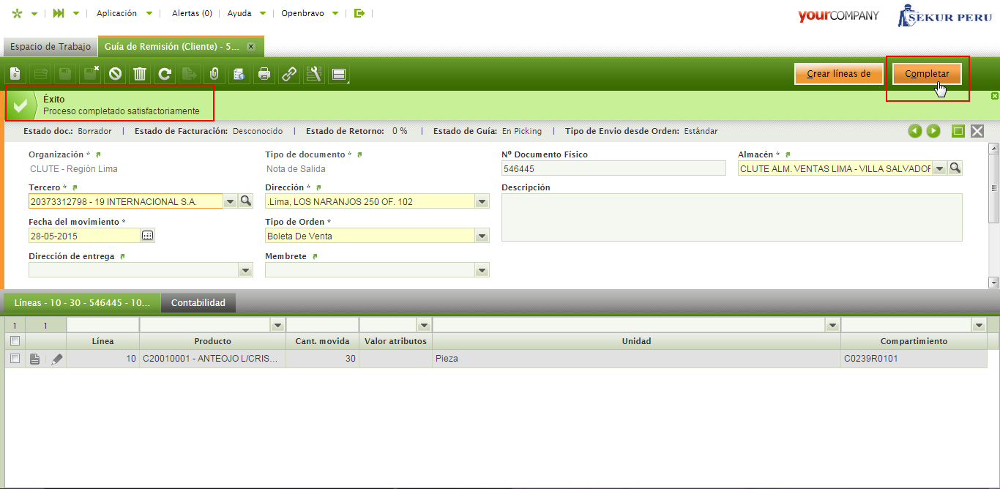 Aplicación Alertas (0) Ayuda Openbravo
yourCOMPANY SEKUR PERU
Espacio de Trabajo Guía de Remisión (Cliente) - 5...
Crear líneas de Completar
Éxito
Proceso completado satisfactoriamente
Estado doc.: Borrador | Estado de Facturación: Desconocido | Estado de Retorno: 0 % | Estado de Guía: En Picking | Tipo de Envio desde Orden: Estándar
Organización * Tipo de documento * Nº Documento Físico Almacén *
CLUTE - Región Lima Nota de Salida 546445 CLUTE ALM. VENTAS LIMA - VILLA SALVADOR
Tercero * Dirección * Descripción
20373312798 - 19 INTERNACIONAL S.A. .Lima, LOS NARANJOS 250 OF. 102
Fecha del movimiento * Tipo de Orden *
28-05-2015 Boleta De Venta
Dirección de entrega Membrete
Líneas - 10 - 30 - 546445 - 10... Contabilidad
1 1
Línea Producto Cant. movida Valor atributos Unidad Compartimiento
10 C20010001 - ANTEOJO L/CRIS... 30 Pieza C0239R0101